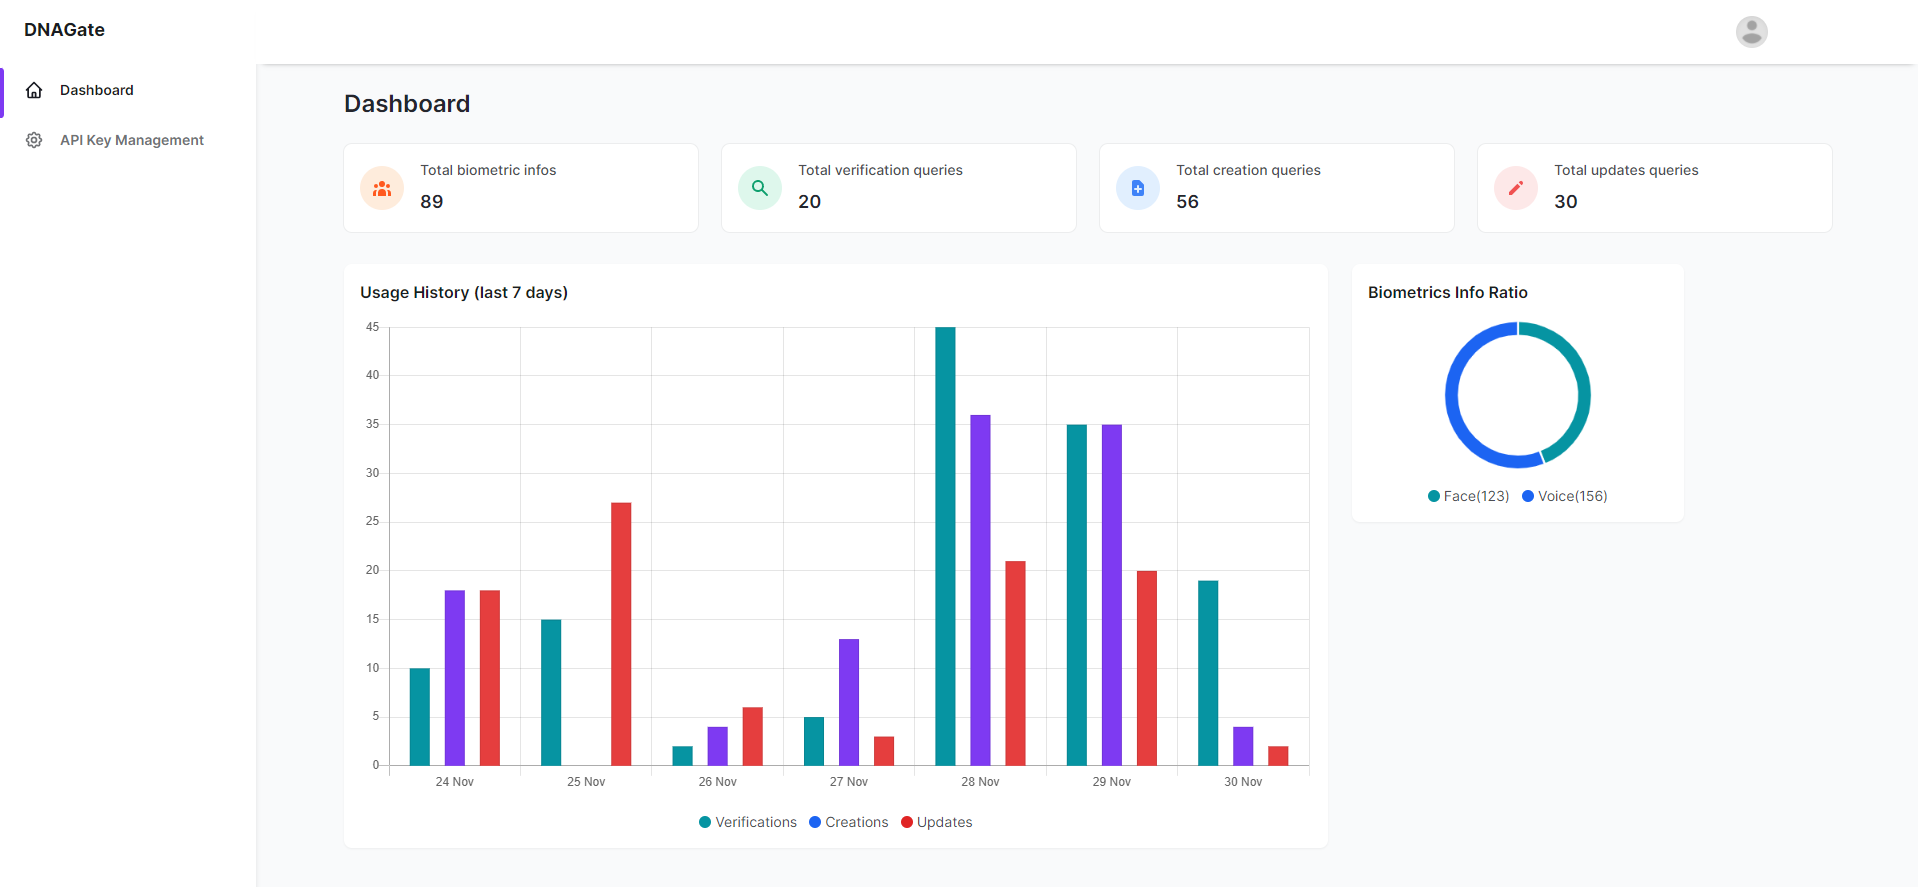 DNAGate
Dashboard
API Key Management
Dashboard
Total biometric infos
89
Total verification queries
20
Total creation queries
56
Total updates queries
30
Usage History (last 7 days)
45
40
35
30
25
20
15
10
5
0
24 Nov 25 Nov 26 Nov 27 Nov 28 Nov 29 Nov 30 Nov
Verifications Creations Updates
Biometrics Info Ratio
Face(123) Voice(156)